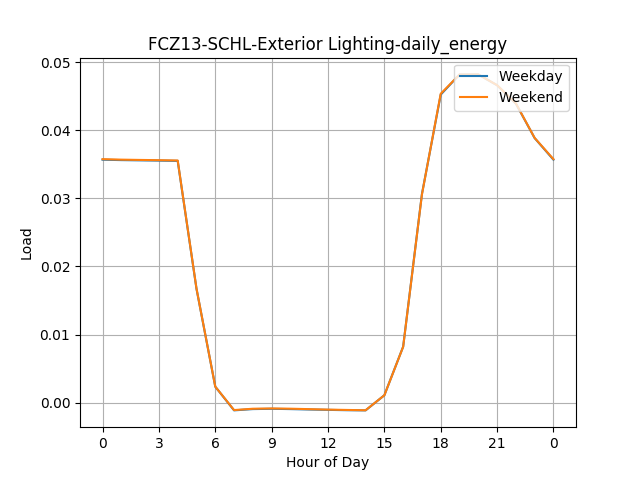 FCZ13-SCHL-Exterior Lighting-daily_energy
Weekday
Weekend
0.05
0.04
0.03
0.02
0.01
0.00
Load
0 3 6 9 12 15 18 21 0
Hour of Day